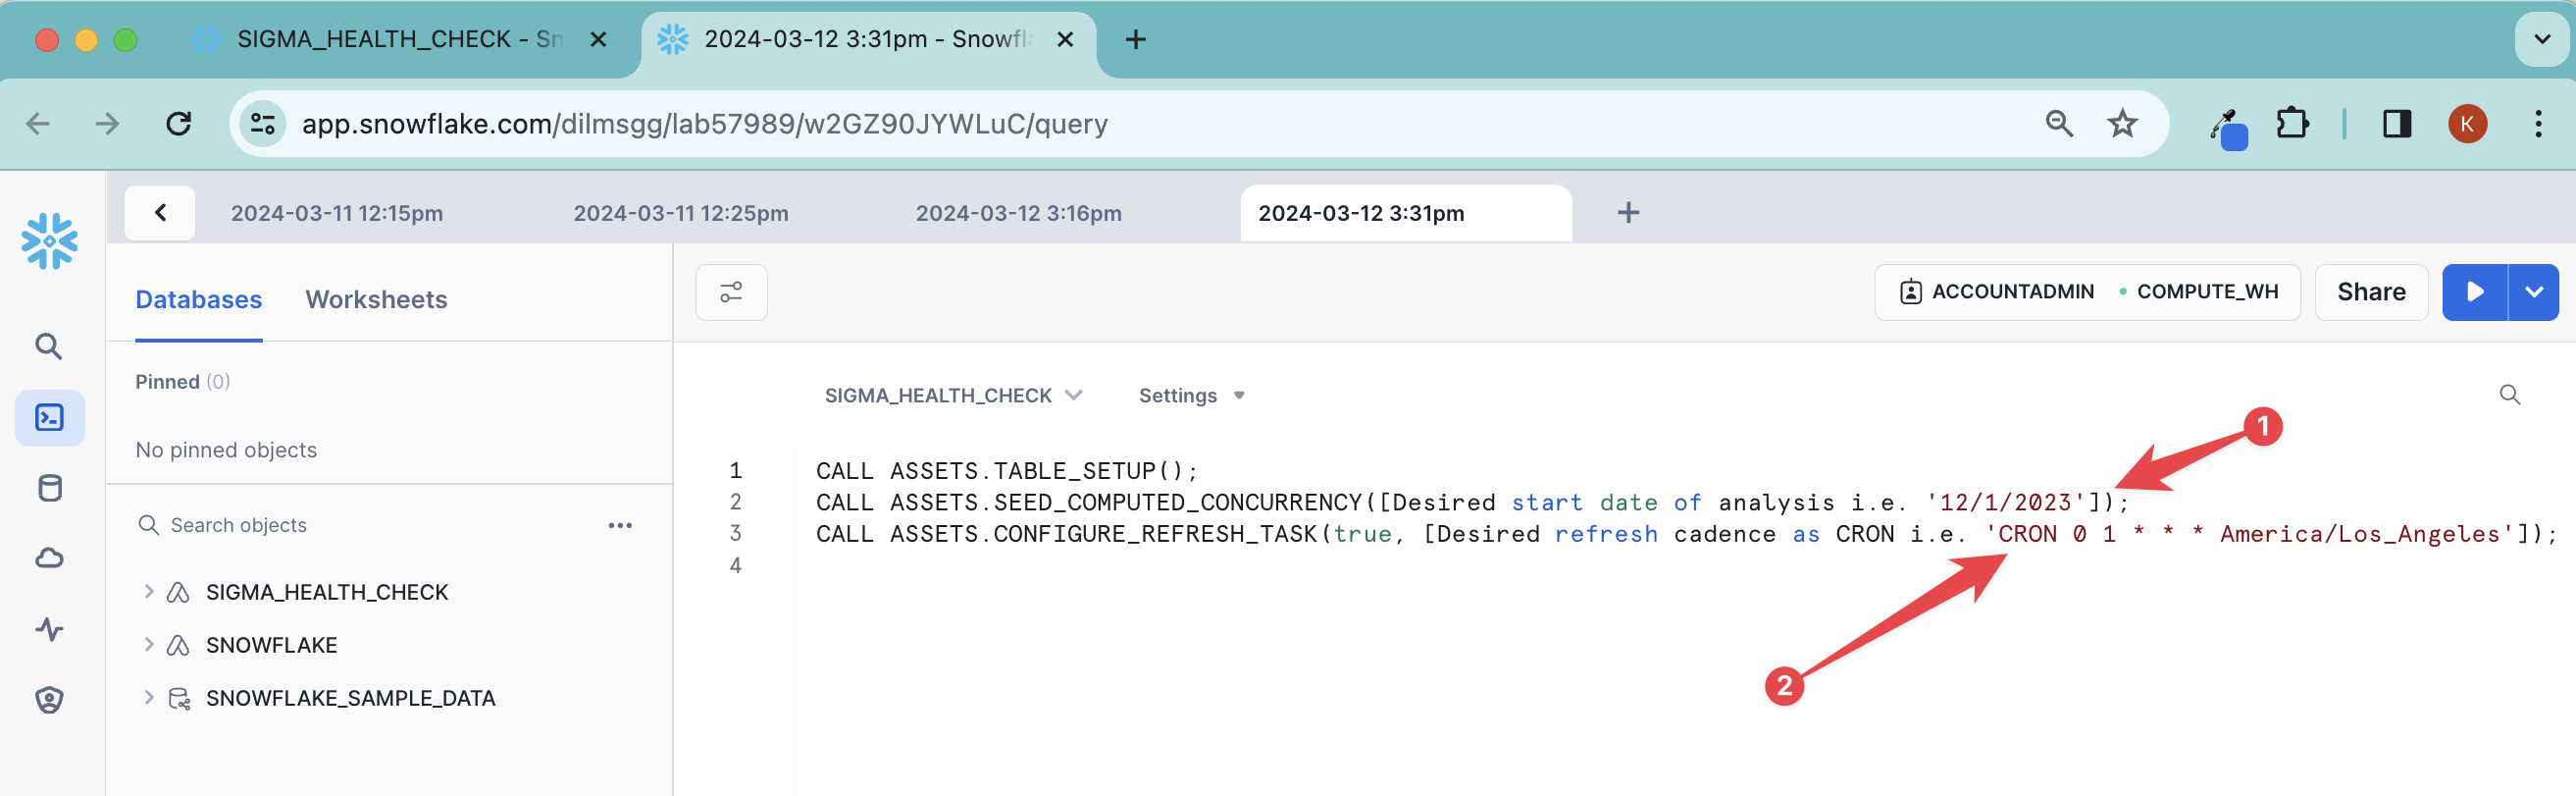 SIGMA_HEALTH_CHECK - Sn
2024-03-12 3:31pm - Snowfl
app.snowflake.com/dilmsgg/lab57989/w2GZ90JYWLuC/query
K
2024-03-11 12:15pm
2024-03-11 12:25pm
2024-03-12 3:16pm
2024-03-12 3:31pm
Databases
Worksheets
ACCOUNTADMIN
COMPUTE_WH
Share
Pinned (0)
No pinned objects
Search objects
SIGMA_HEALTH_CHECK
SNOWFLAKE
SNOWFLAKE_SAMPLE_DATA
SIGMA_HEALTH_CHECK
Settings
1
1 CALL ASSETS.TABLE_SETUP();
2 CALL ASSETS.SEED_COMPUTED_CONCURRENCY([Desired start date of analysis i.e. '12/1/2023']);
3 CALL ASSETS.CONFIGURE_REFRESH_TASK(true, [Desired refresh cadence as CRON i.e. 'CRON 0 1 * * * America/Los_Angeles']);
4
2